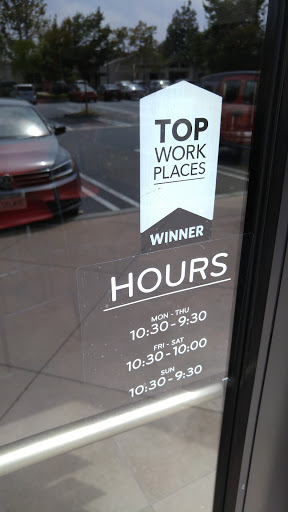 TOP
WORK
PLACES
WINNER
HOURS
MON - THU
10:30 - 9:30
FRI - SAT
10:30 - 10:00
SUN
10:30 - 9:30